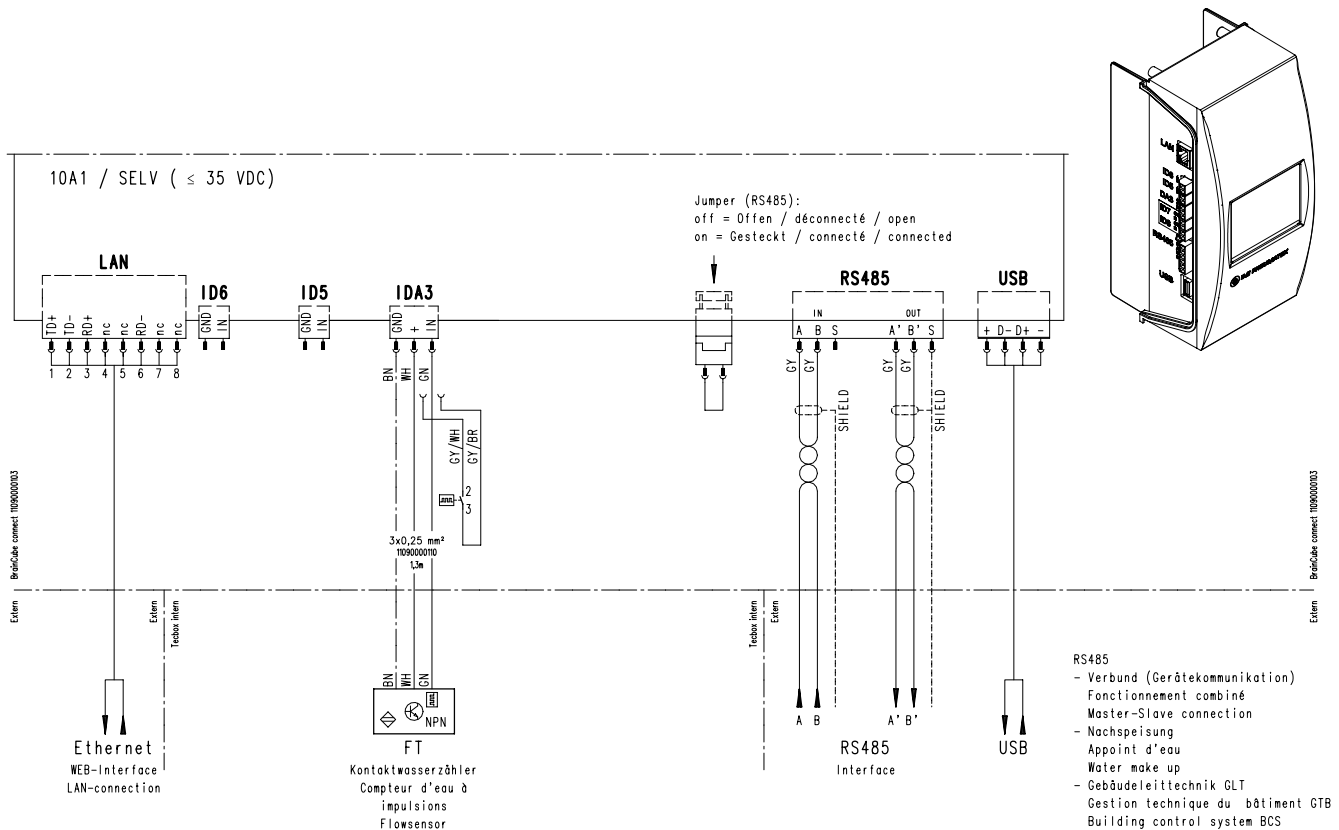 10A1 / SELV ( ≤ 35 VDC)
Jumper (RS485):
off = Offen / déconnecté / open
on = Gesteckt / connecté / connected
LAN
ID6
ID5
IDA3
RS485
USB
TD+ TD- RD+ nc nc RD- nc nc
GND IN
GND IN
GND + IN
IN OUT
A B S A' B' S
+ D- D+ -
1 2 3 4 5 6 7 8
BN WH GN
GY GY
GY GY
GY/WH
GY/BR
SHIELD
SHIELD
2
3
3x0,25 mm²
11090000110
1,3m
BrainCube connect 11090000103
Extern
Extern
Tecbox intern
Tecbox intern
Extern
BrainCube connect 11090000103
Extern
BN WH GN
NPN
A B A' B'
Ethernet
WEB-Interface
LAN-connection
FT
Kontaktwasserzähler
Compteur d'eau à
impulsions
Flowsensor
RS485
Interface
USB
RS485
- Verbund (Gerätekommunikation)
Fonctionnement combiné
Master-Slave connection
- Nachspeisung
Appoint d'eau
Water make up
- Gebäudeleittechnik GLT
Gestion technique du bâtiment GTB
Building control system BCS
LAN
ID6
ID5
ID7
ID8
RS485
USB